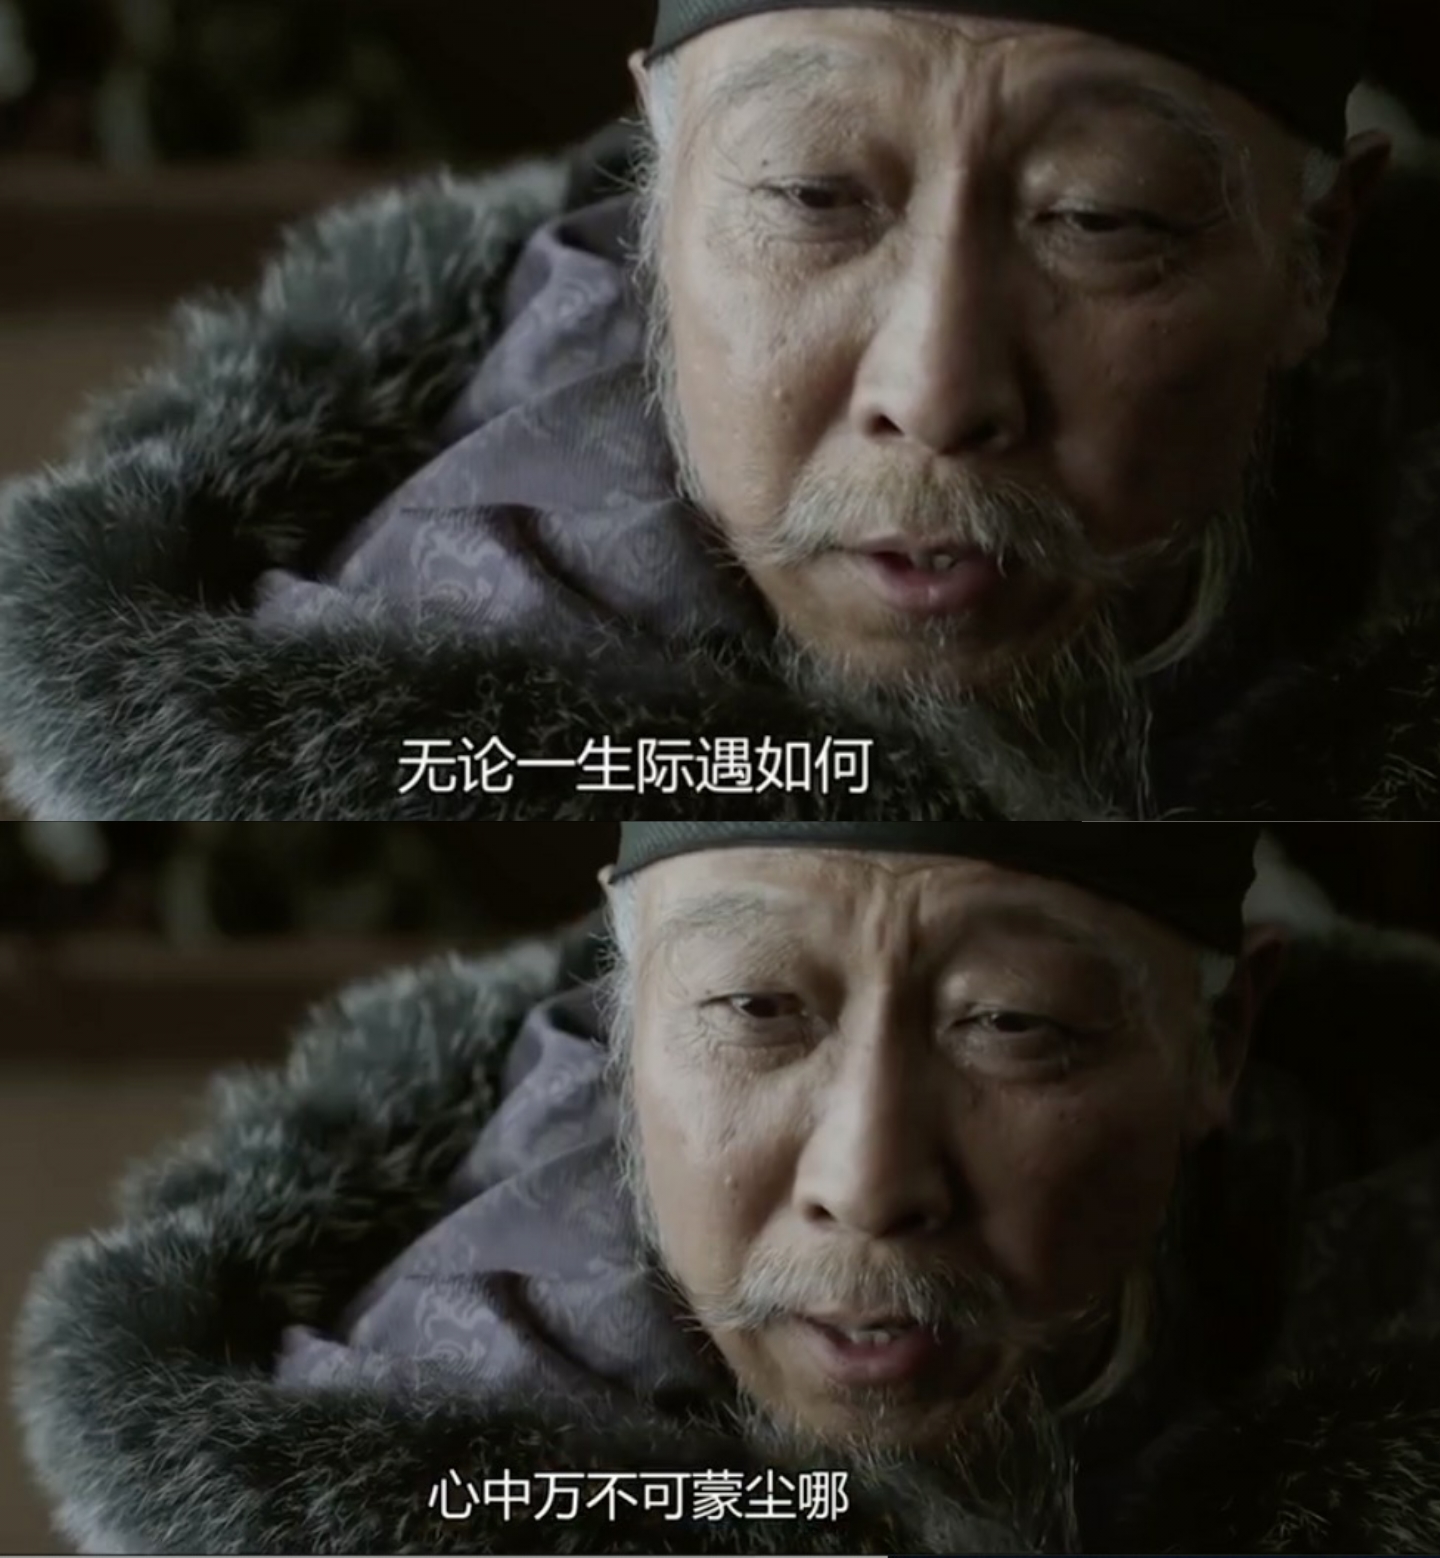 无论一生际遇如何
心中万不可蒙尘哪